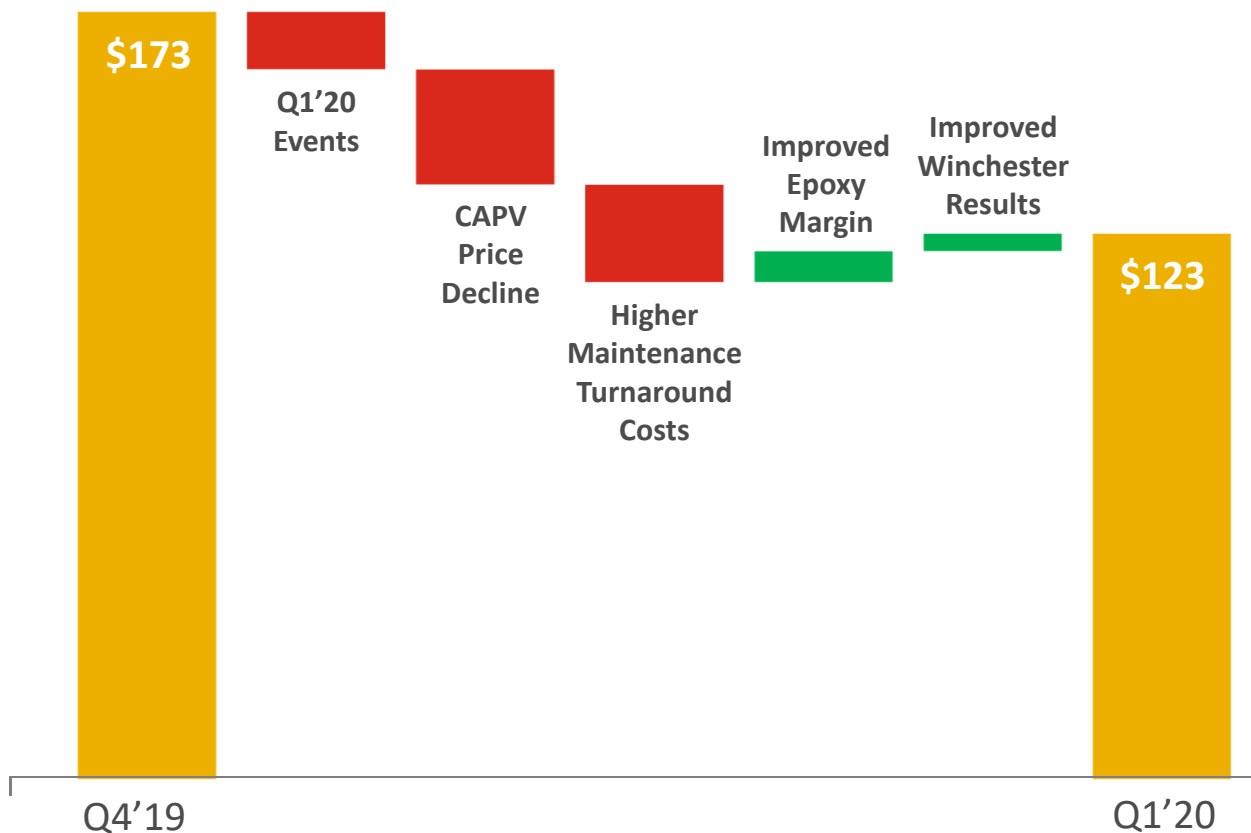 $173
Q1’20
Events
CAPV
Price
Decline
Higher
Maintenance
Turnaround
Costs
Improved
Epoxy
Margin
Improved
Winchester
Results
$123
Q4’19
Q1’20